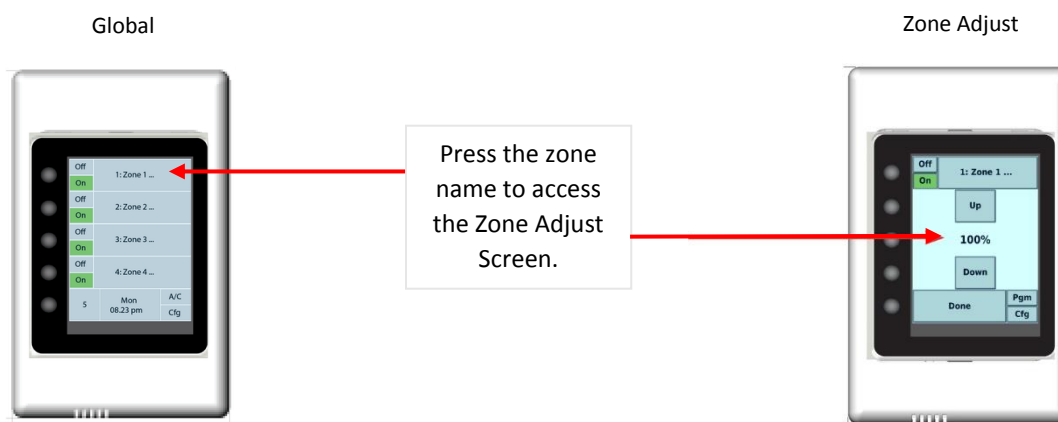 Global
Zone Adjust
Off
On
1: Zone 1 ...
Off
On
2: Zone 2 ...
Off
On
3: Zone 3 ...
Off
On
4: Zone 4 ...
5
Mon
08.23 pm
A/C
Cfg
Press the zone
name to access
the Zone Adjust
Screen.
Off
On
1: Zone 1 ...
Up
100%
Down
Done
Pgm
Cfg